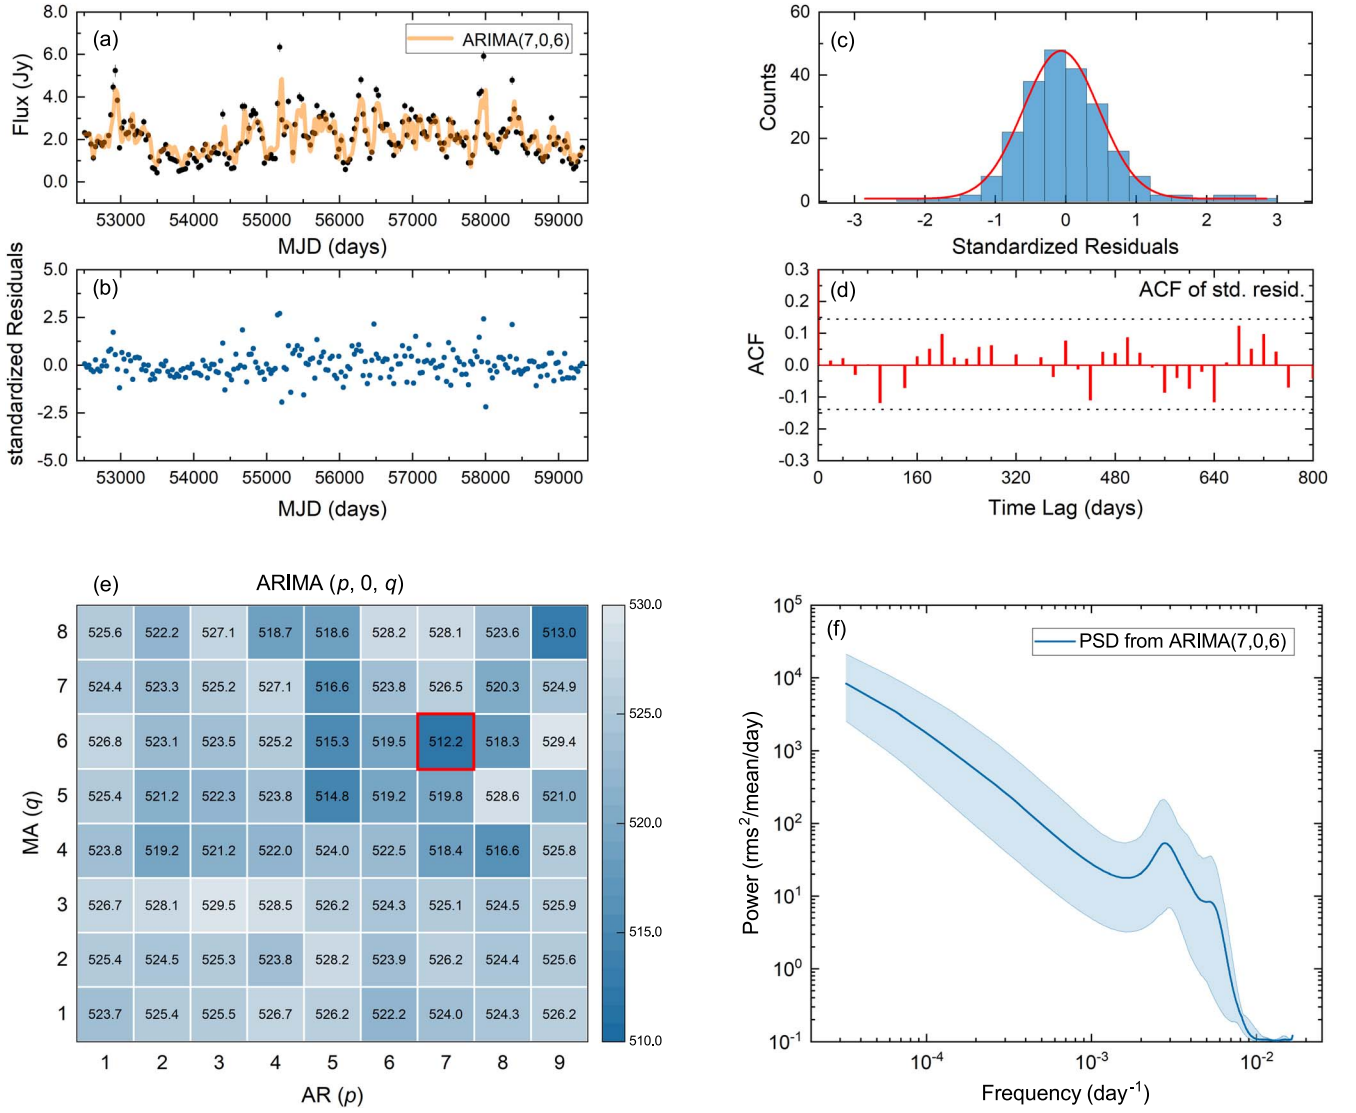 (a)
ARIMA(7,0,6)
Flux (Jy)
8.0
6.0
4.0
2.0
0.0
53000 54000 55000 56000 57000 58000 59000
MJD (days)
(b)
standardized Residuals
5.0
2.5
0.0
-2.5
-5.0
53000 54000 55000 56000 57000 58000 59000
MJD (days)
(c)
Counts
60
40
20
0
-3 -2 -1 0 1 2 3
Standardized Residuals
(d)
ACF of std. resid.
ACF
0.3
0.2
0.1
0.0
-0.1
-0.2
-0.3
0 160 320 480 640 800
Time Lag (days)
(e)
ARIMA (p, 0, q)
MA (q)
8 525.6 522.2 527.1 518.7 518.6 528.2 528.1 523.6 513.0
7 524.4 523.3 525.2 527.1 516.6 523.8 526.5 520.3 524.9
6 526.8 523.1 523.5 525.2 515.3 519.5 512.2 518.3 529.4
5 525.4 521.2 522.3 523.8 514.8 519.2 519.8 528.6 521.0
4 523.8 519.2 521.2 522.0 524.0 522.5 518.4 516.6 525.8
3 526.7 528.1 529.5 528.5 526.2 524.3 525.1 524.5 525.9
2 525.4 524.5 525.3 523.8 528.2 523.9 526.2 524.4 525.6
1 523.7 525.4 525.5 526.7 526.2 522.2 524.0 524.3 526.2
1 2 3 4 5 6 7 8 9
AR (p)
530.0
525.0
520.0
515.0
510.0
(f)
PSD from ARIMA(7,0,6)
Power (rms²/mean/day)
10⁵
10⁴
10³
10²
10¹
10⁰
10⁻¹
10⁻⁴ 10⁻³ 10⁻²
Frequency (day⁻¹)